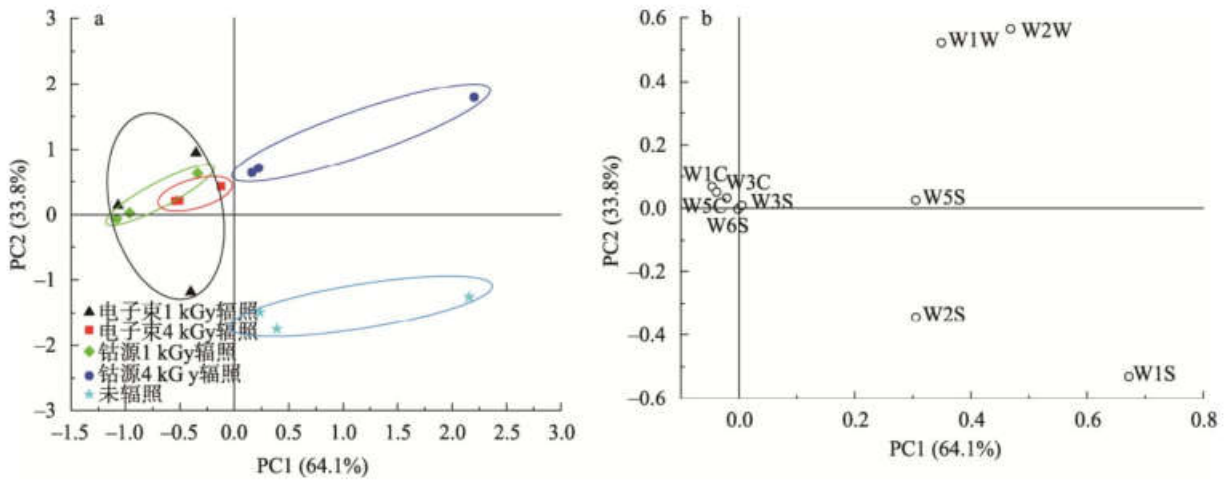 a
3
2
1
0
–1
–2
–3
PC2 (33.8%)
▲ 电子束1 kGy辐照
■ 电子束4 kGy辐照
◆ 钴源1 kGy辐照
● 钴源4 kG y辐照
★ 未辐照
–1.5 –1.0 –0.5 0.0 0.5 1.0 1.5 2.0 2.5 3.0
PC1 (64.1%)
b
0.6
0.4
0.2
0.0
–0.2
–0.4
–0.6
PC2 (33.8%)
W1W
W2W
W1C
W3C
W5C
W3S
W6S
W5S
W2S
W1S
0.0 0.2 0.4 0.6 0.8
PC1 (64.1%)